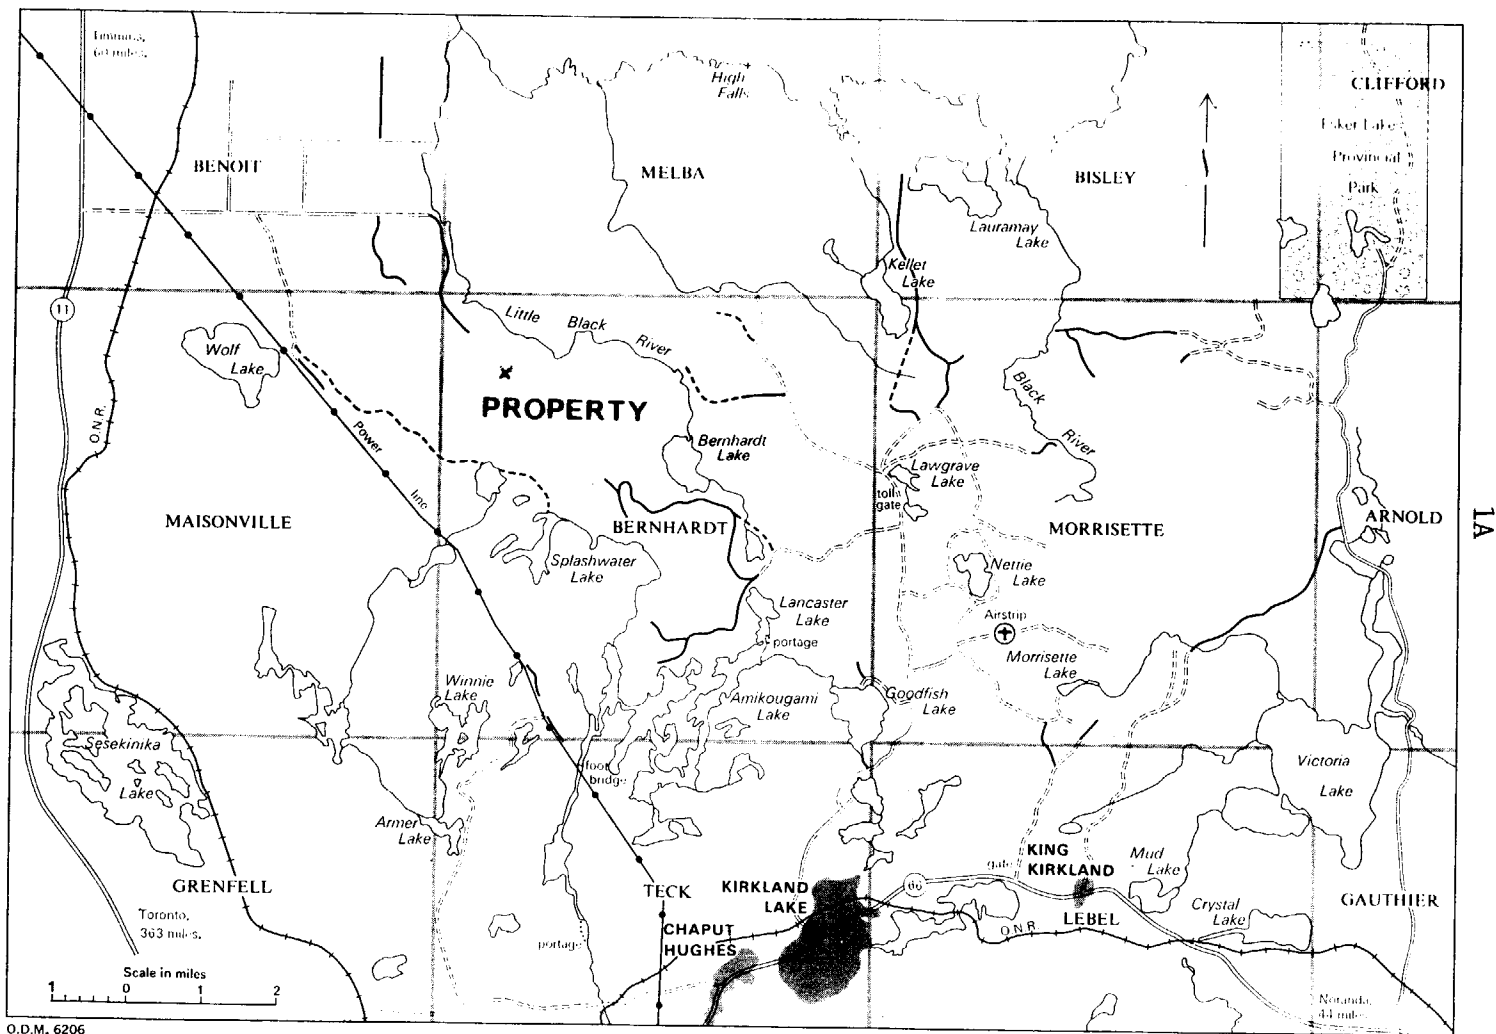 Timmins,
60 miles.
High
Falls
CLIFFORD
Esker Lakes
Provincial
Park
BENOIT
MELBA
BISLEY
Lauramay
Lake
Kellet
Lake
11
Little Black River
Wolf
Lake
O.N.R.
Power line
X
PROPERTY
Black River
Bernhardt
Lake
Lawgrave
Lake
toll
gate
MAISONVILLE
BERNHARDT
MORRISETTE
ARNOLD
1A
Splashwater
Lake
Nettie
Lake
Lancaster
Lake
Airstrip
portage
Morrisette
Lake
Winnie
Lake
Amikougami
Lake
Goodfish
Lake
Sesekinika
Lake
foot
bridge
Victoria
Lake
Armer
Lake
GRENFELL
TECK
KIRKLAND
LAKE
gate
66
KING
KIRKLAND
Mud
Lake
Crystal
Lake
GAUTHIER
LEBEL
O.N.R.
Toronto,
363 miles.
CHAPUT
HUGHES
portage
Scale in miles
1 0 1 2
Noranda,
44 miles
O.D.M. 6206